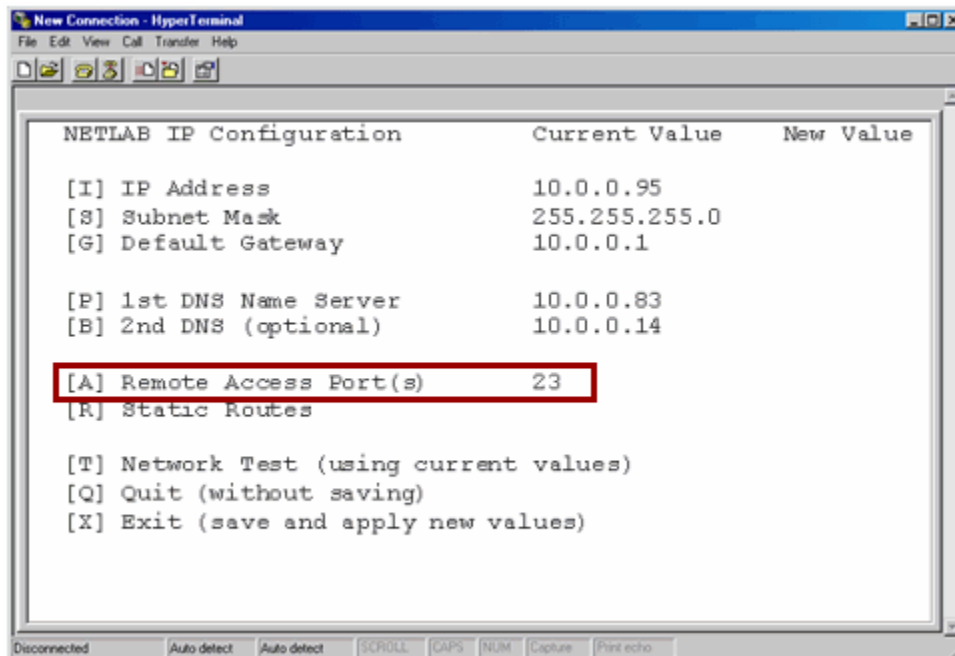 New Connection - HyperTerminal
File Edit View Call Transfer Help
NETLAB IP Configuration Current Value New Value
[I] IP Address 10.0.0.95
[S] Subnet Mask 255.255.255.0
[G] Default Gateway 10.0.0.1
[P] 1st DNS Name Server 10.0.0.83
[B] 2nd DNS (optional) 10.0.0.14
[A] Remote Access Port(s) 23
[R] Static Routes
[T] Network Test (using current values)
[Q] Quit (without saving)
[X] Exit (save and apply new values)
Disconnected Auto detect Auto detect SCROLL CAPS NUM Capture Print echo